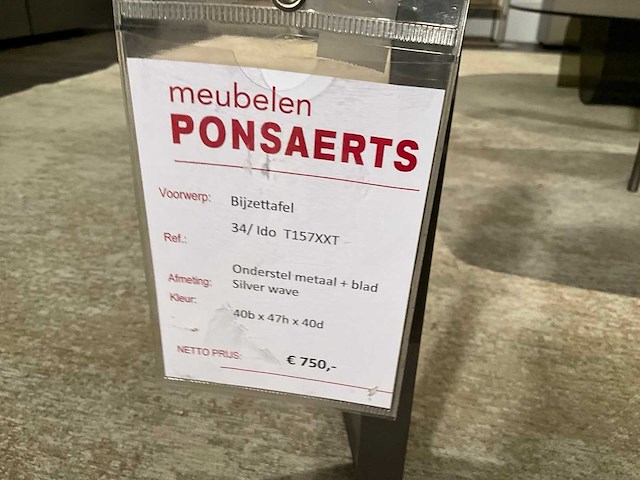 meubelen
PONSAERTS
Voorwerp: Bijzettafel
Ref.: 34/ Ido T157XXT
Afmeting: Onderstel metaal + blad
Kleur: Silver wave
40b x 47h x 40d
NETTO PRIJS: € 750,-